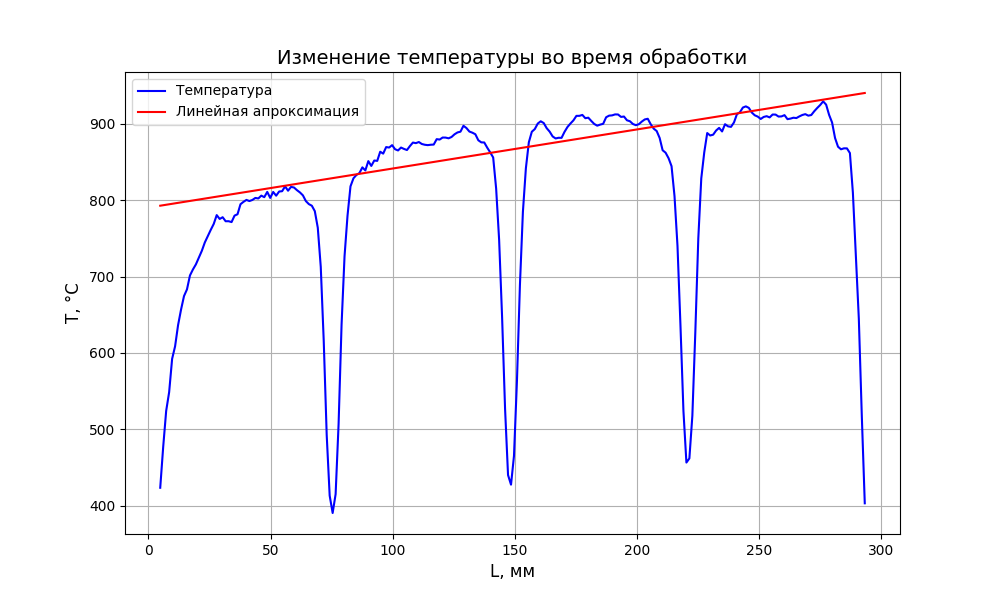 Изменение температуры во время обработки
Температура
Линейная апроксимация
T, °C
900
800
700
600
500
400
0 50 100 150 200 250 300
L, мм